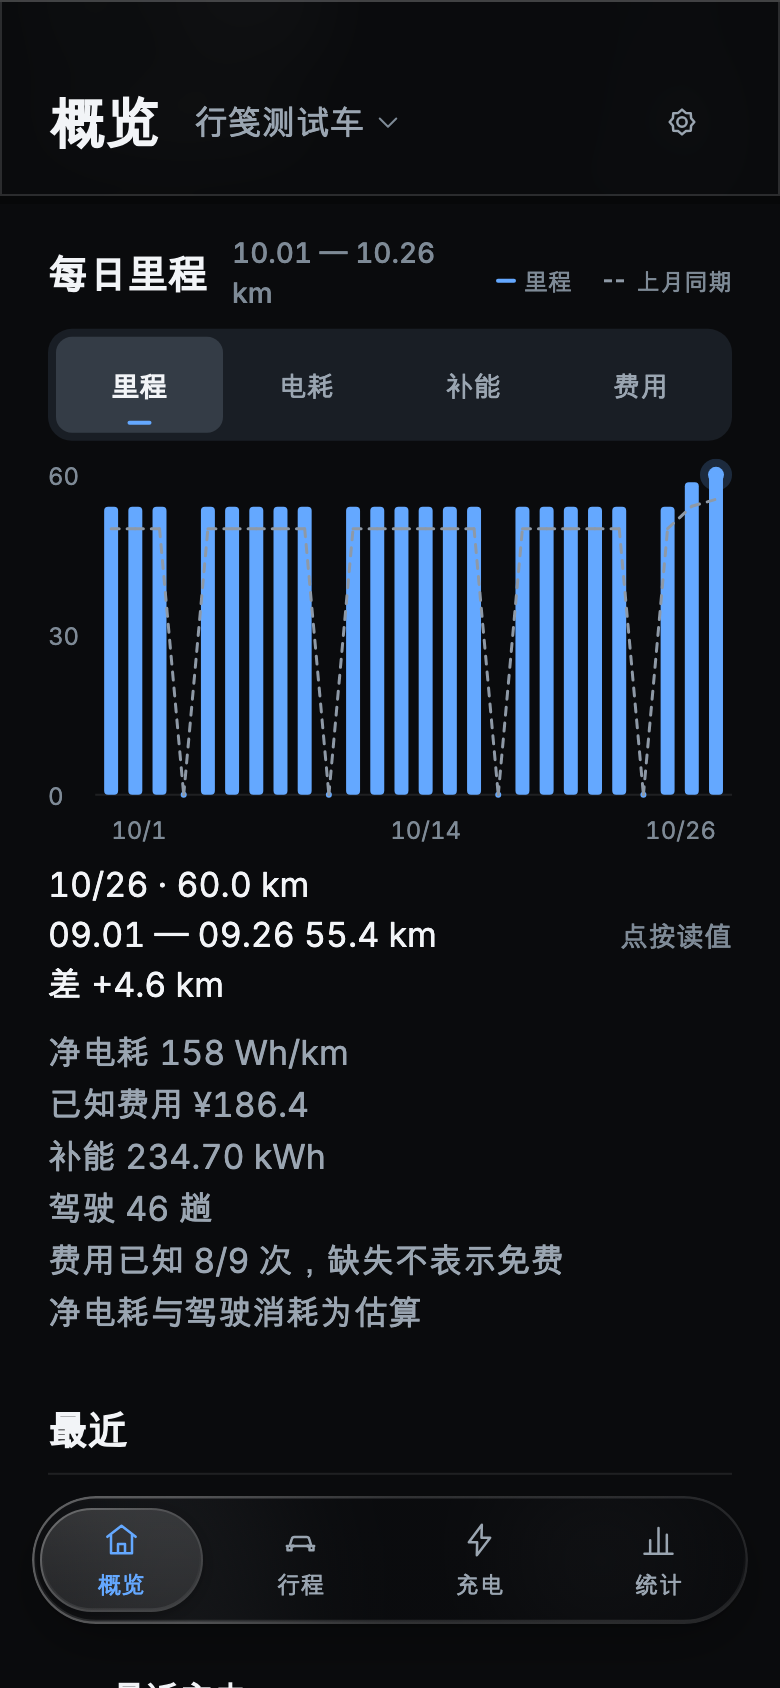 概览 行笺测试车
每日里程 10.01 — 10.26 km
里程 上月同期
里程 电耗 补能 费用
60
30
0
10/1 10/14 10/26
10/26 · 60.0 km
09.01 — 09.26 55.4 km
差 +4.6 km
点按读值
净电耗 158 Wh/km
已知费用 ¥186.4
补能 234.70 kWh
驾驶 46 趟
费用已知 8/9 次，缺失不表示免费
净电耗与驾驶消耗为估算
最近
概览 行程 充电 统计